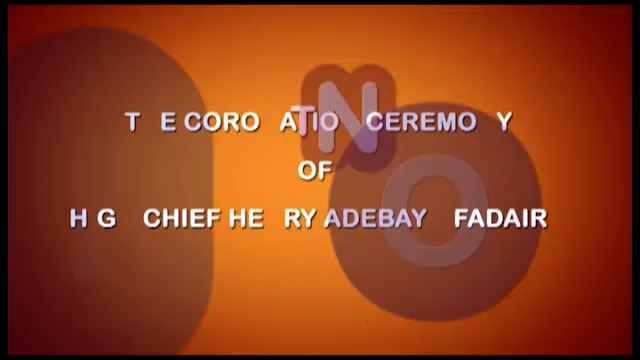 T E CORO ATIO CEREMO Y
OF
H G CHIEF HE RY ADEBAY FADAIR
N
O